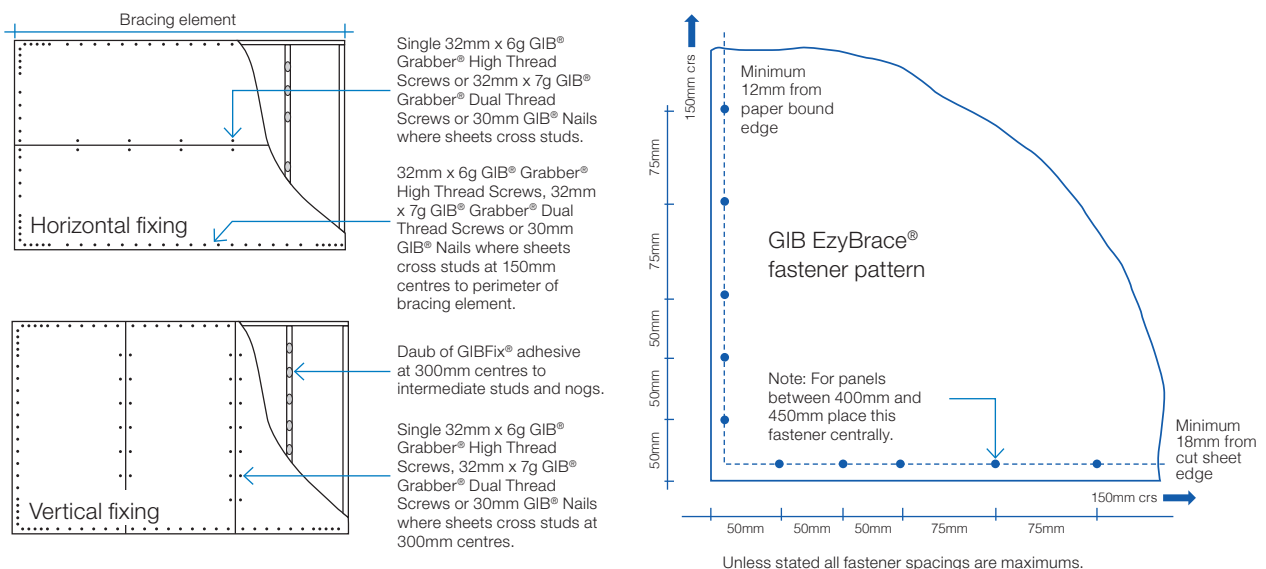 Bracing element
Single 32mm x 6g GIB®
Grabber® High Thread
Screws or 32mm x 7g GIB®
Grabber® Dual Thread
Screws or 30mm GIB® Nails
where sheets cross studs.
32mm x 6g GIB® Grabber®
High Thread Screws, 32mm
x 7g GIB® Grabber® Dual
Thread Screws or 30mm
GIB® Nails where sheets
cross studs at 150mm
centres to perimeter of
bracing element.
Horizontal fixing
Daub of GIBFix® adhesive
at 300mm centres to
intermediate studs and nogs.
Single 32mm x 6g GIB®
Grabber® High Thread
Screws, 32mm x 7g GIB®
Grabber® Dual Thread
Screws or 30mm GIB® Nails
where sheets cross studs at
300mm centres.
Vertical fixing
150mm crs
75mm
75mm
50mm
50mm
50mm
Minimum
12mm from
paper bound
edge
GIB EzyBrace®
fastener pattern
Note: For panels
between 400mm and
450mm place this
fastener centrally.
Minimum
18mm from
cut sheet
edge
150mm crs
50mm
50mm
50mm
75mm
75mm
Unless stated all fastener spacings are maximums.